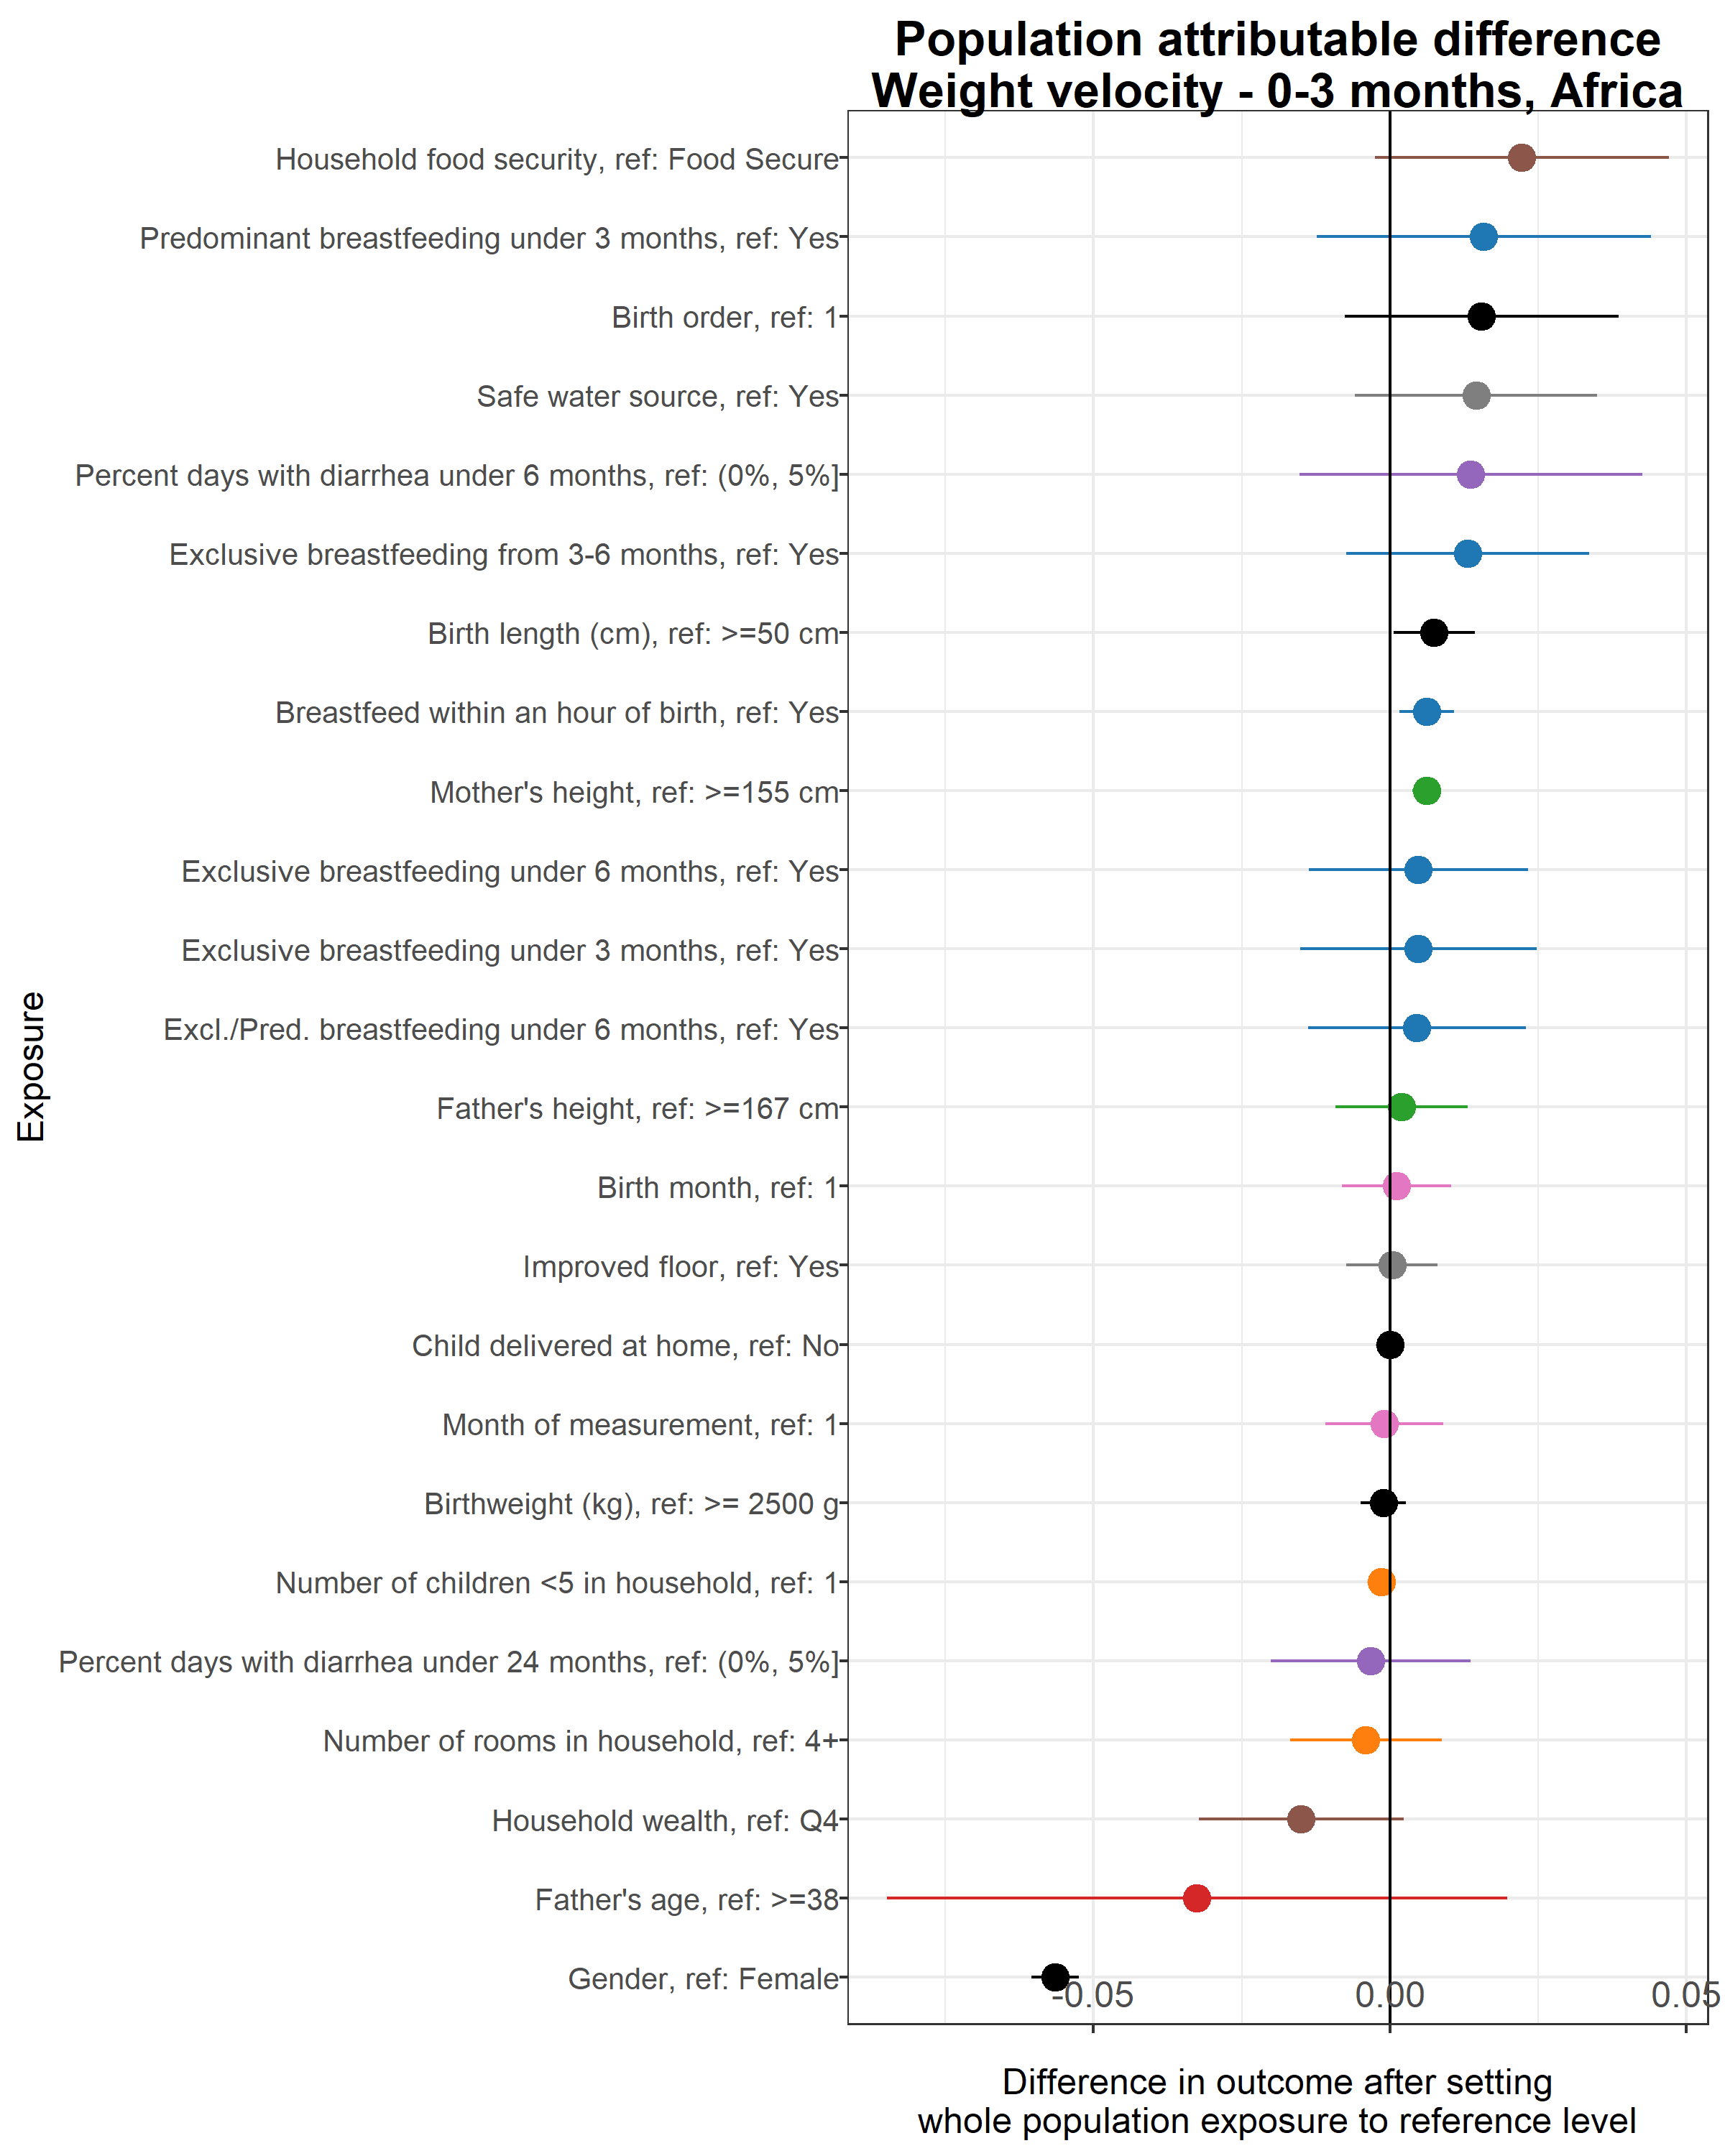 Population attributable difference
Weight velocity - 0-3 months, Africa
Household food security, ref: Food Secure
Predominant breastfeeding under 3 months, ref: Yes
Birth order, ref: 1
Safe water source, ref: Yes
Percent days with diarrhea under 6 months, ref: (0%, 5%]
Exclusive breastfeeding from 3-6 months, ref: Yes
Birth length (cm), ref: >=50 cm
Breastfeed within an hour of birth, ref: Yes
Mother's height, ref: >=155 cm
Exclusive breastfeeding under 6 months, ref: Yes
Exclusive breastfeeding under 3 months, ref: Yes
Excl./Pred. breastfeeding under 6 months, ref: Yes
Father's height, ref: >=167 cm
Birth month, ref: 1
Improved floor, ref: Yes
Child delivered at home, ref: No
Month of measurement, ref: 1
Birthweight (kg), ref: >= 2500 g
Number of children <5 in household, ref: 1
Percent days with diarrhea under 24 months, ref: (0%, 5%]
Number of rooms in household, ref: 4+
Household wealth, ref: Q4
Father's age, ref: >=38
Gender, ref: Female
Exposure
-0.05 0.00 0.05
Difference in outcome after setting
whole population exposure to reference level